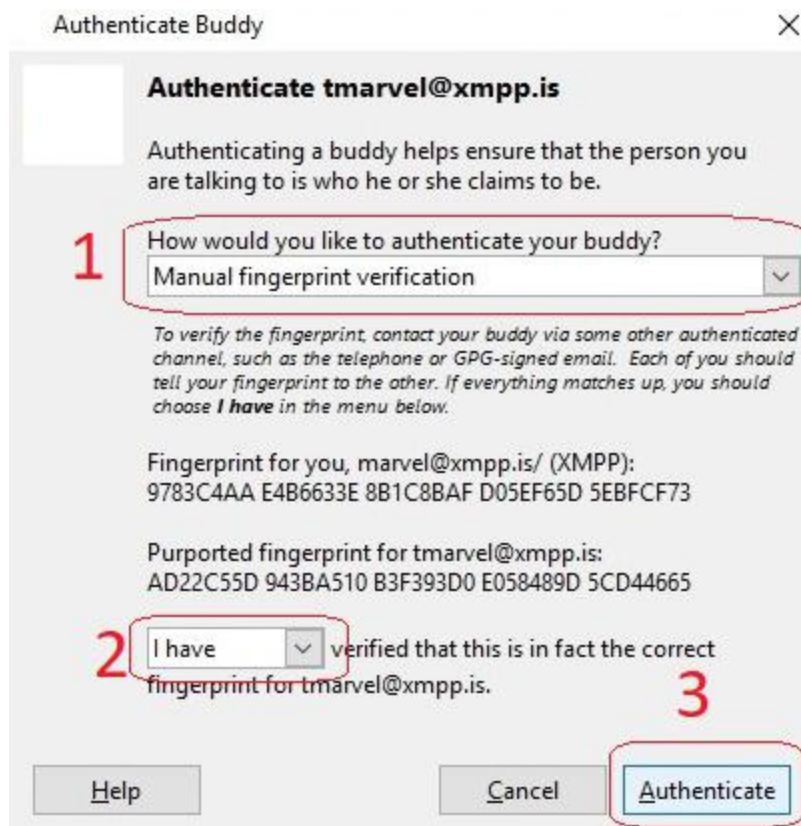 Authenticate Buddy
Authenticate tmarvel@xmpp.is
Authenticating a buddy helps ensure that the person you
are talking to is who he or she claims to be.
1
How would you like to authenticate your buddy?
Manual fingerprint verification
To verify the fingerprint, contact your buddy via some other authenticated
channel, such as the telephone or GPG-signed email. Each of you should
tell your fingerprint to the other. If everything matches up, you should
choose I have in the menu below.
Fingerprint for you, marvel@xmpp.is/ (XMPP):
9783C4AA E4B6633E 8B1C8BAF D05EF65D 5EBFCF73
Purported fingerprint for tmarvel@xmpp.is:
AD22C55D 943BA510 B3F393D0 E058489D 5CD44665
2
I have verified that this is in fact the correct
fingerprint for tmarvel@xmpp.is.
3
Help Cancel Authenticate